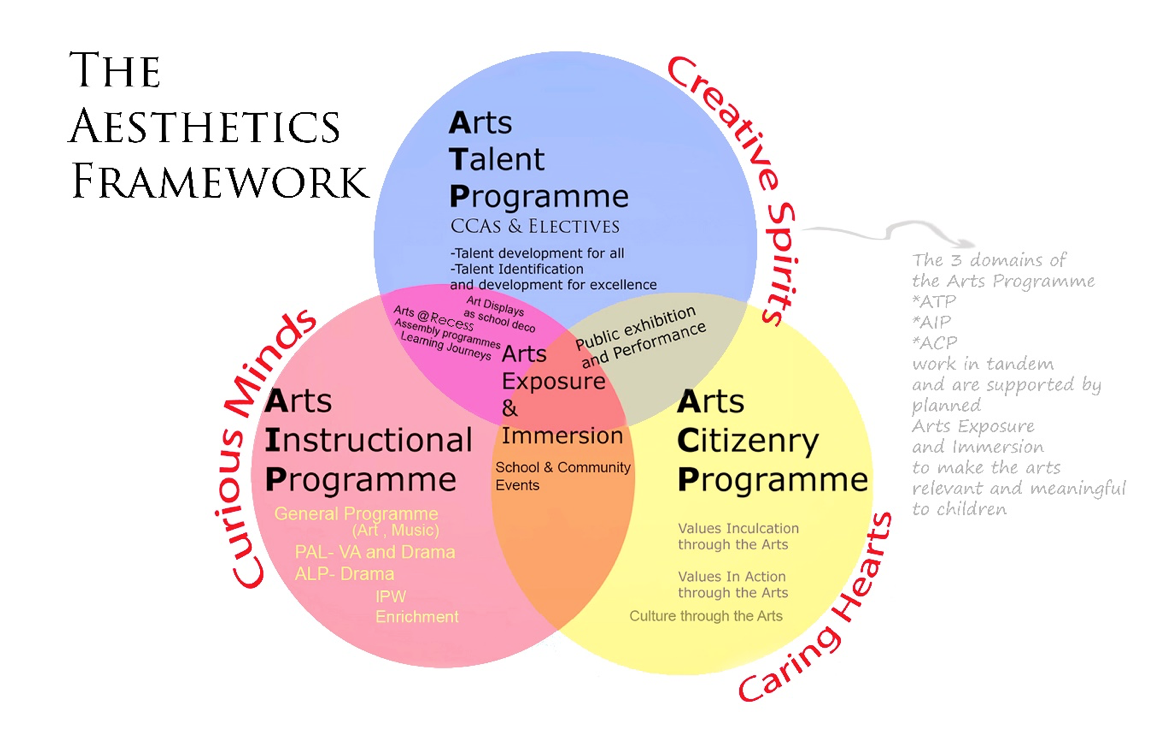 THE
AESTHETICS
FRAMEWORK
Creative Spirits
Arts
Talent
Programme
CCAs & ELECTIVES
-Talent development for all
-Talent Identification
and development for excellence
Art Displays
as school deco
Arts @Recess
Assembly programmes
Learning Journeys
Public exhibition
and Performance
Arts
Exposure
&
Immersion
School & Community
Events
Curious Minds
Arts
Instructional
Programme
General Programme
(Art , Music)
PAL- VA and Drama
ALP- Drama
IPW
Enrichment
Arts
Citizenry
Programme
Values Inculcation
through the Arts
Values In Action
through the Arts
Culture through the Arts
Caring Hearts
The 3 domains of
the Arts Programme
*ATP
*AIP
*ACP
work in tandem
and are supported by
planned
Arts Exposure
and Immersion
to make the arts
relevant and meaningful
to children